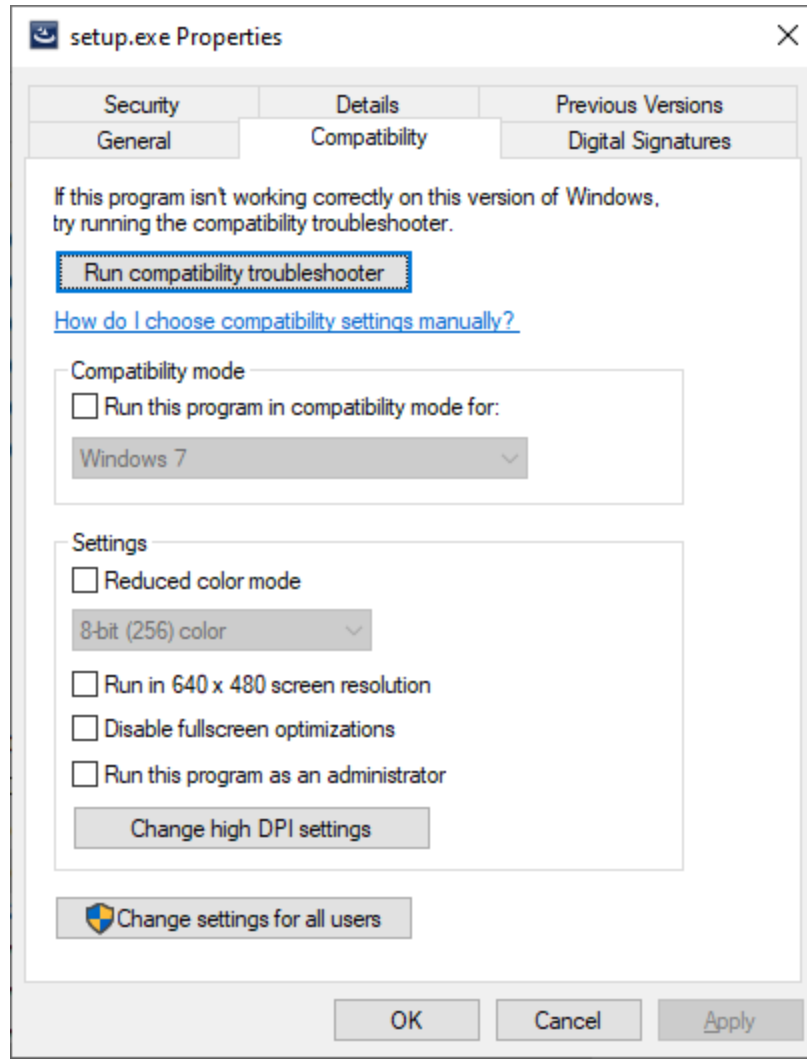 setup.exe Properties
Security Details Previous Versions
General Compatibility Digital Signatures
If this program isn't working correctly on this version of Windows,
try running the compatibility troubleshooter.
Run compatibility troubleshooter
How do I choose compatibility settings manually?
Compatibility mode
Run this program in compatibility mode for:
Windows 7
Settings
Reduced color mode
8-bit (256) color
Run in 640 x 480 screen resolution
Disable fullscreen optimizations
Run this program as an administrator
Change high DPI settings
Change settings for all users
OK Cancel Apply